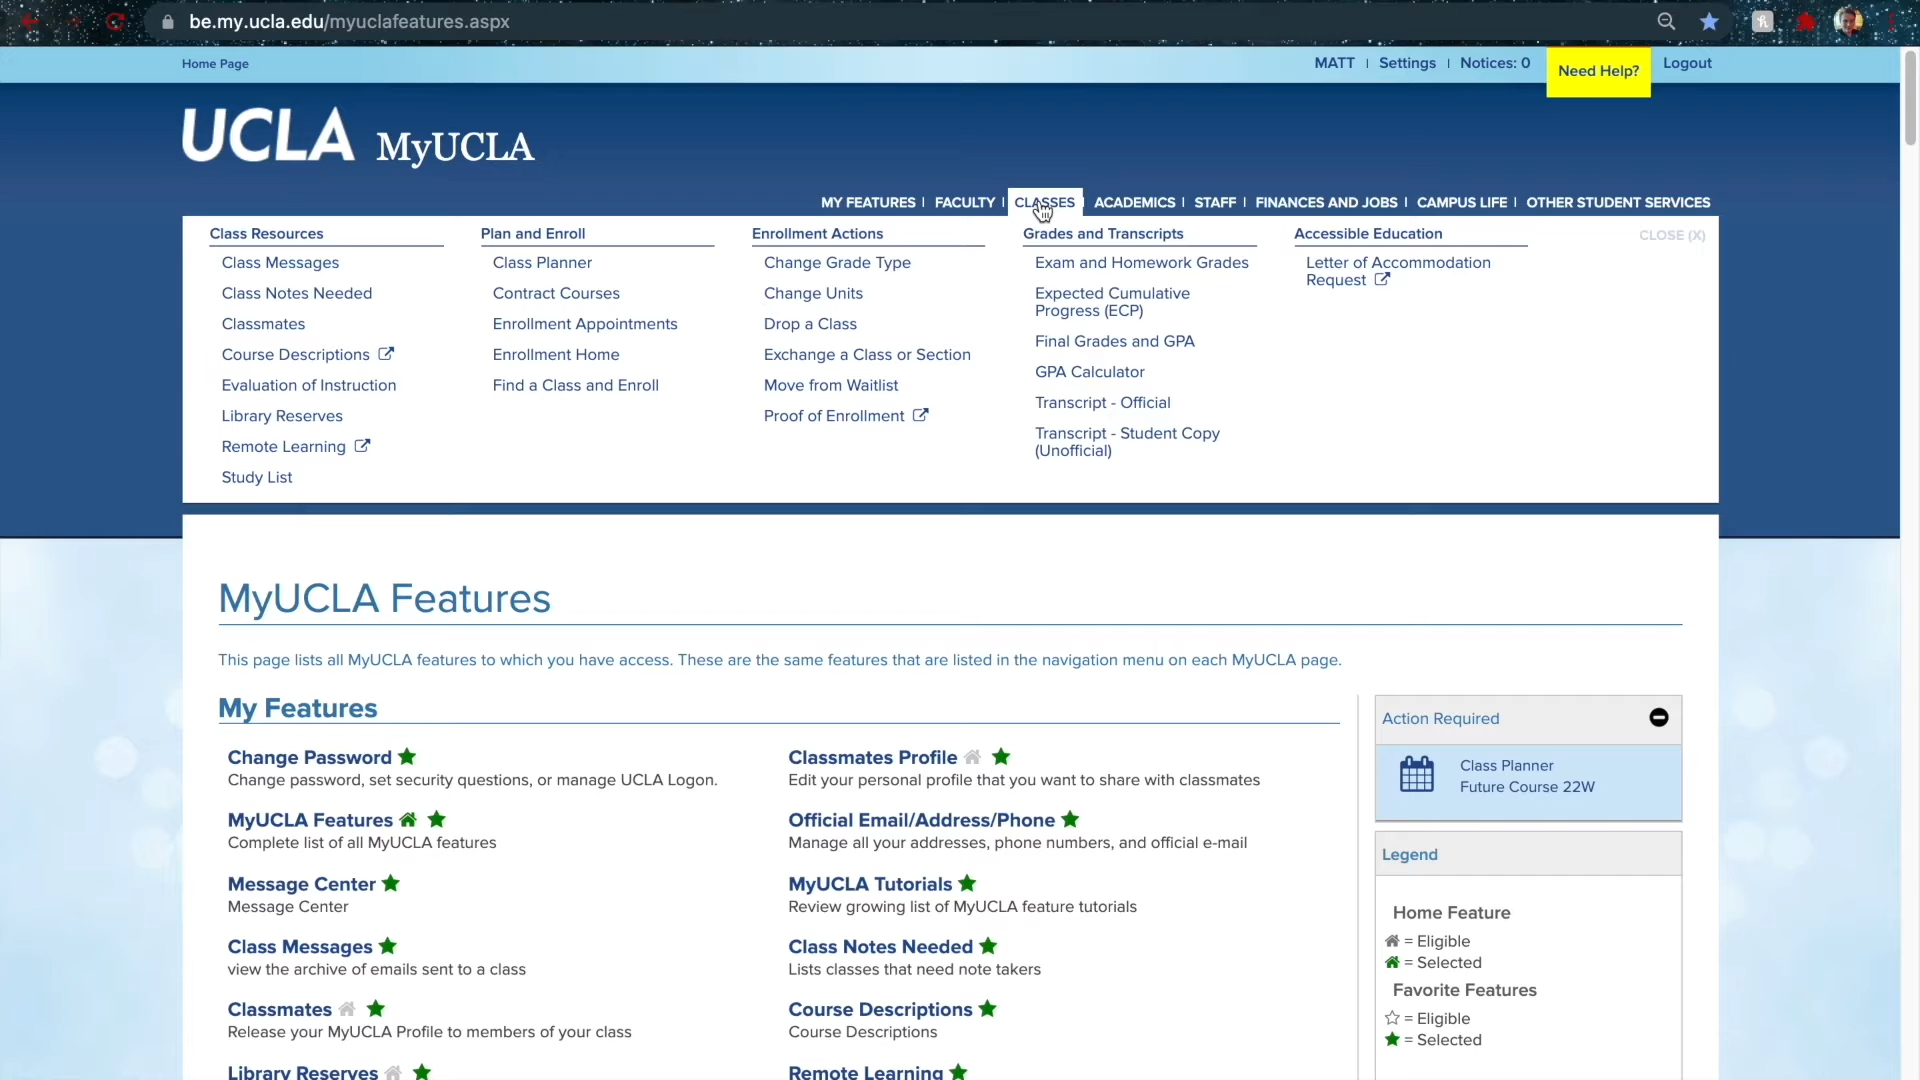 be.my.ucla.edu/myuclafeatures.aspx
Home Page
MATT | Settings | Notices: 0 Need Help? Logout
UCLA MyUCLA
MY FEATURES | FACULTY | CLASSES | ACADEMICS | STAFF | FINANCES AND JOBS | CAMPUS LIFE | OTHER STUDENT SERVICES
CLOSE (X)
Class Resources
Class Messages
Class Notes Needed
Classmates
Course Descriptions
Evaluation of Instruction
Library Reserves
Remote Learning
Study List
Plan and Enroll
Class Planner
Contract Courses
Enrollment Appointments
Enrollment Home
Find a Class and Enroll
Enrollment Actions
Change Grade Type
Change Units
Drop a Class
Exchange a Class or Section
Move from Waitlist
Proof of Enrollment
Grades and Transcripts
Exam and Homework Grades
Expected Cumulative
Progress (ECP)
Final Grades and GPA
GPA Calculator
Transcript - Official
Transcript - Student Copy
(Unofficial)
Accessible Education
Letter of Accommodation
Request
MyUCLA Features
This page lists all MyUCLA features to which you have access. These are the same features that are listed in the navigation menu on each MyUCLA page.
My Features
Change Password
Change password, set security questions, or manage UCLA Logon.
Classmates Profile
Edit your personal profile that you want to share with classmates
MyUCLA Features
Complete list of all MyUCLA features
Official Email/Address/Phone
Manage all your addresses, phone numbers, and official e-mail
Message Center
Message Center
MyUCLA Tutorials
Review growing list of MyUCLA feature tutorials
Class Messages
view the archive of emails sent to a class
Class Notes Needed
Lists classes that need note takers
Classmates
Release your MyUCLA Profile to members of your class
Course Descriptions
Course Descriptions
Library Reserves
Remote Learning
Action Required
Class Planner
Future Course 22W
Legend
Home Feature
= Eligible
= Selected
Favorite Features
= Eligible
= Selected